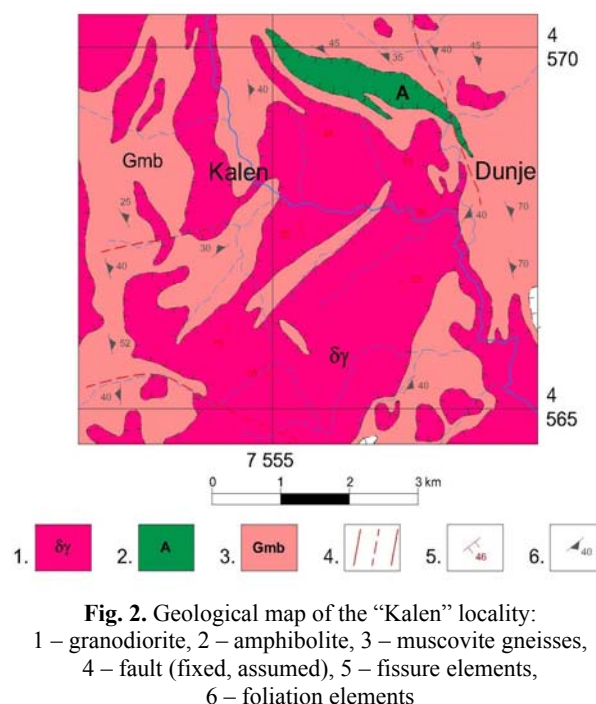 45
35
40
45
4
570
A
40
Gmb
Kalen
Dunje
25
70
40
30
40
70
52
δγ
40
40
4
565
7 555
0 1 2 3 km
1. δγ 2. A 3. Gmb 4. 5. 46 6. 40
Fig. 2. Geological map of the “Kalen” locality:
1 – granodiorite, 2 – amphibolite, 3 – muscovite gneisses,
4 – fault (fixed, assumed), 5 – fissure elements,
6 – foliation elements